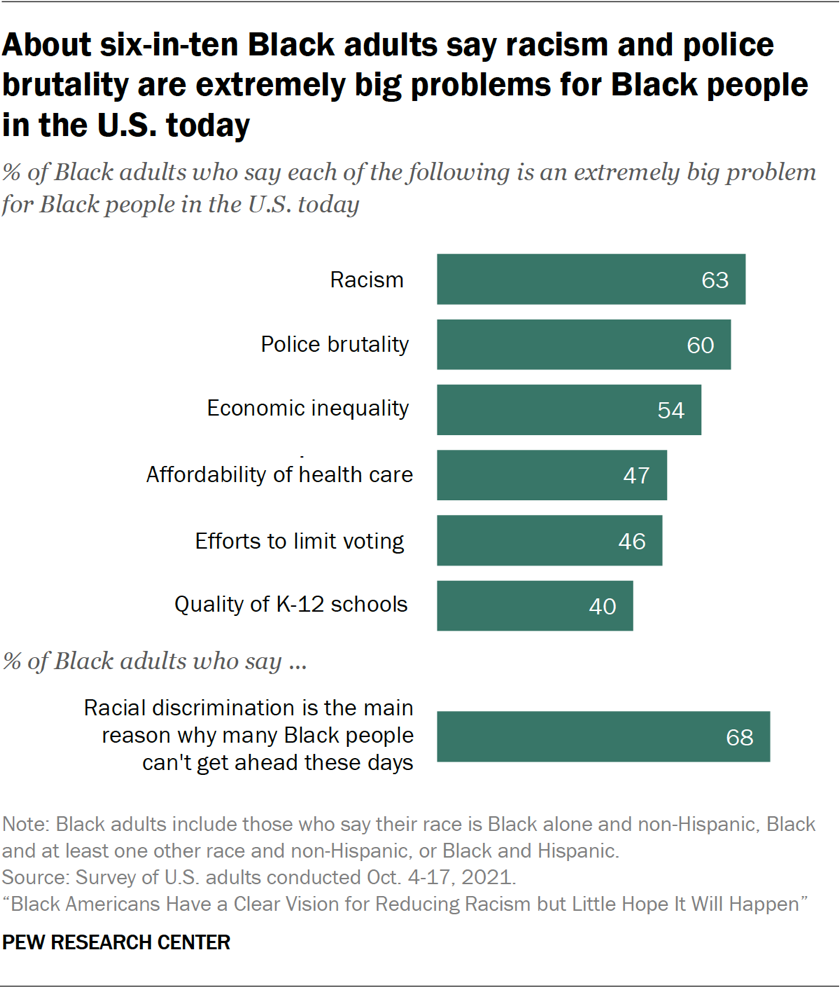 About six-in-ten Black adults say racism and police
brutality are extremely big problems for Black people
in the U.S. today
% of Black adults who say each of the following is an extremely big problem
for Black people in the U.S. today
Racism 63
Police brutality 60
Economic inequality 54
Affordability of health care 47
Efforts to limit voting 46
Quality of K-12 schools 40
% of Black adults who say ...
Racial discrimination is the main
reason why many Black people
can't get ahead these days
68
Note: Black adults include those who say their race is Black alone and non-Hispanic, Black
and at least one other race and non-Hispanic, or Black and Hispanic.
Source: Survey of U.S. adults conducted Oct. 4-17, 2021.
“Black Americans Have a Clear Vision for Reducing Racism but Little Hope It Will Happen”
PEW RESEARCH CENTER